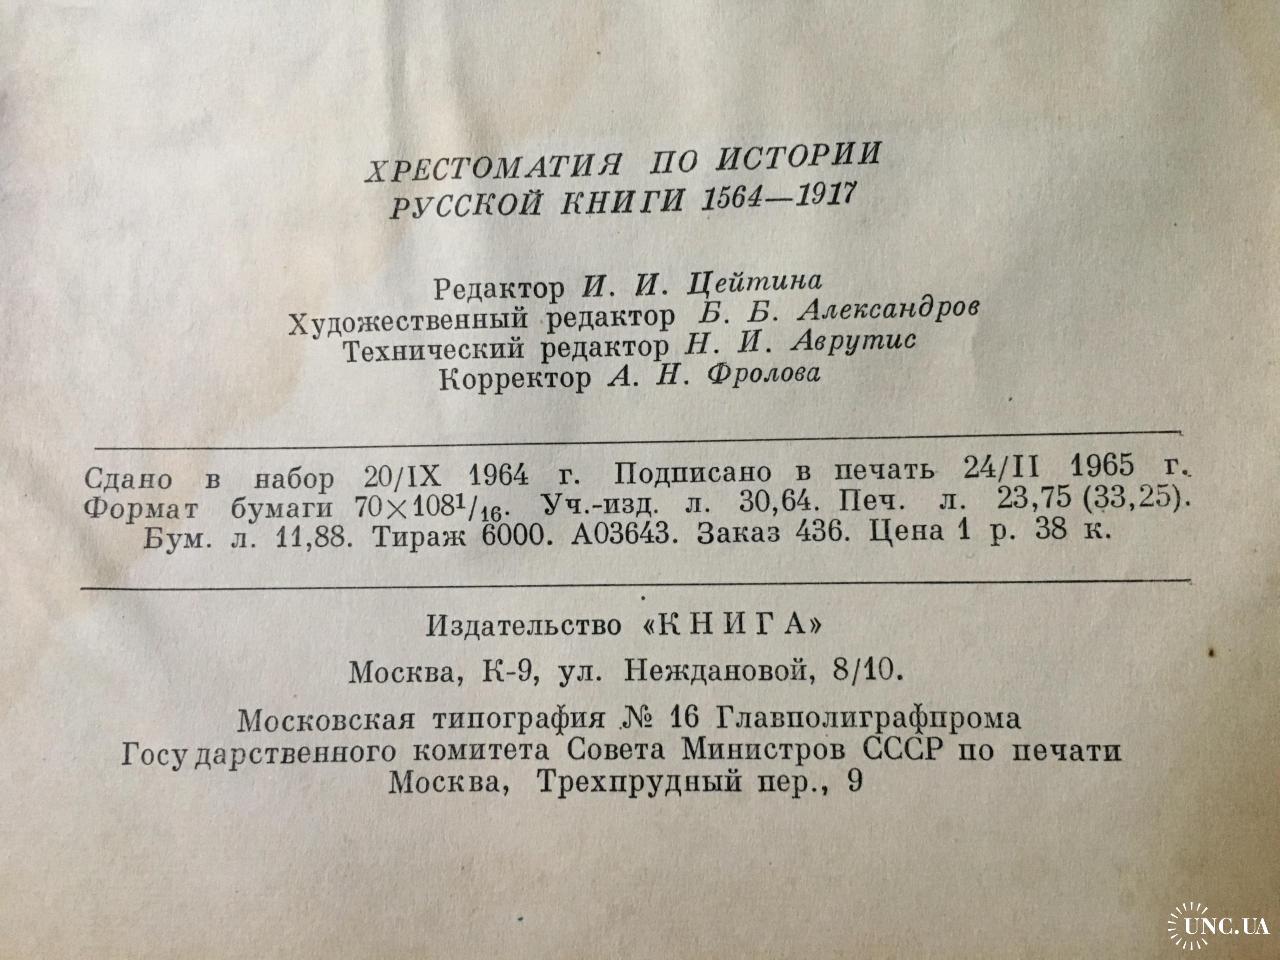 ХРЕСТОМАТИЯ ПО ИСТОРИИ
РУССКОЙ КНИГИ 1564—1917
Редактор И. И. Цейтина
Художественный редактор Б. Б. Александров
Технический редактор Н. И. Аврутис
Корректор А. Н. Фролова
Сдано в набор 20/IX 1964 г. Подписано в печать 24/II 1965 г.
Формат бумаги 70×108¹/₁₆. Уч.-изд. л. 30,64. Печ. л. 23,75 (33,25).
Бум. л. 11,88. Тираж 6000. А03643. Заказ 436. Цена 1 р. 38 к.
Издательство «КНИГА»
Москва, К-9, ул. Неждановой, 8/10.
Московская типография № 16 Главполиграфпрома
Государственного комитета Совета Министров СССР по печати
Москва, Трехпрудный пер., 9
UNC.UA